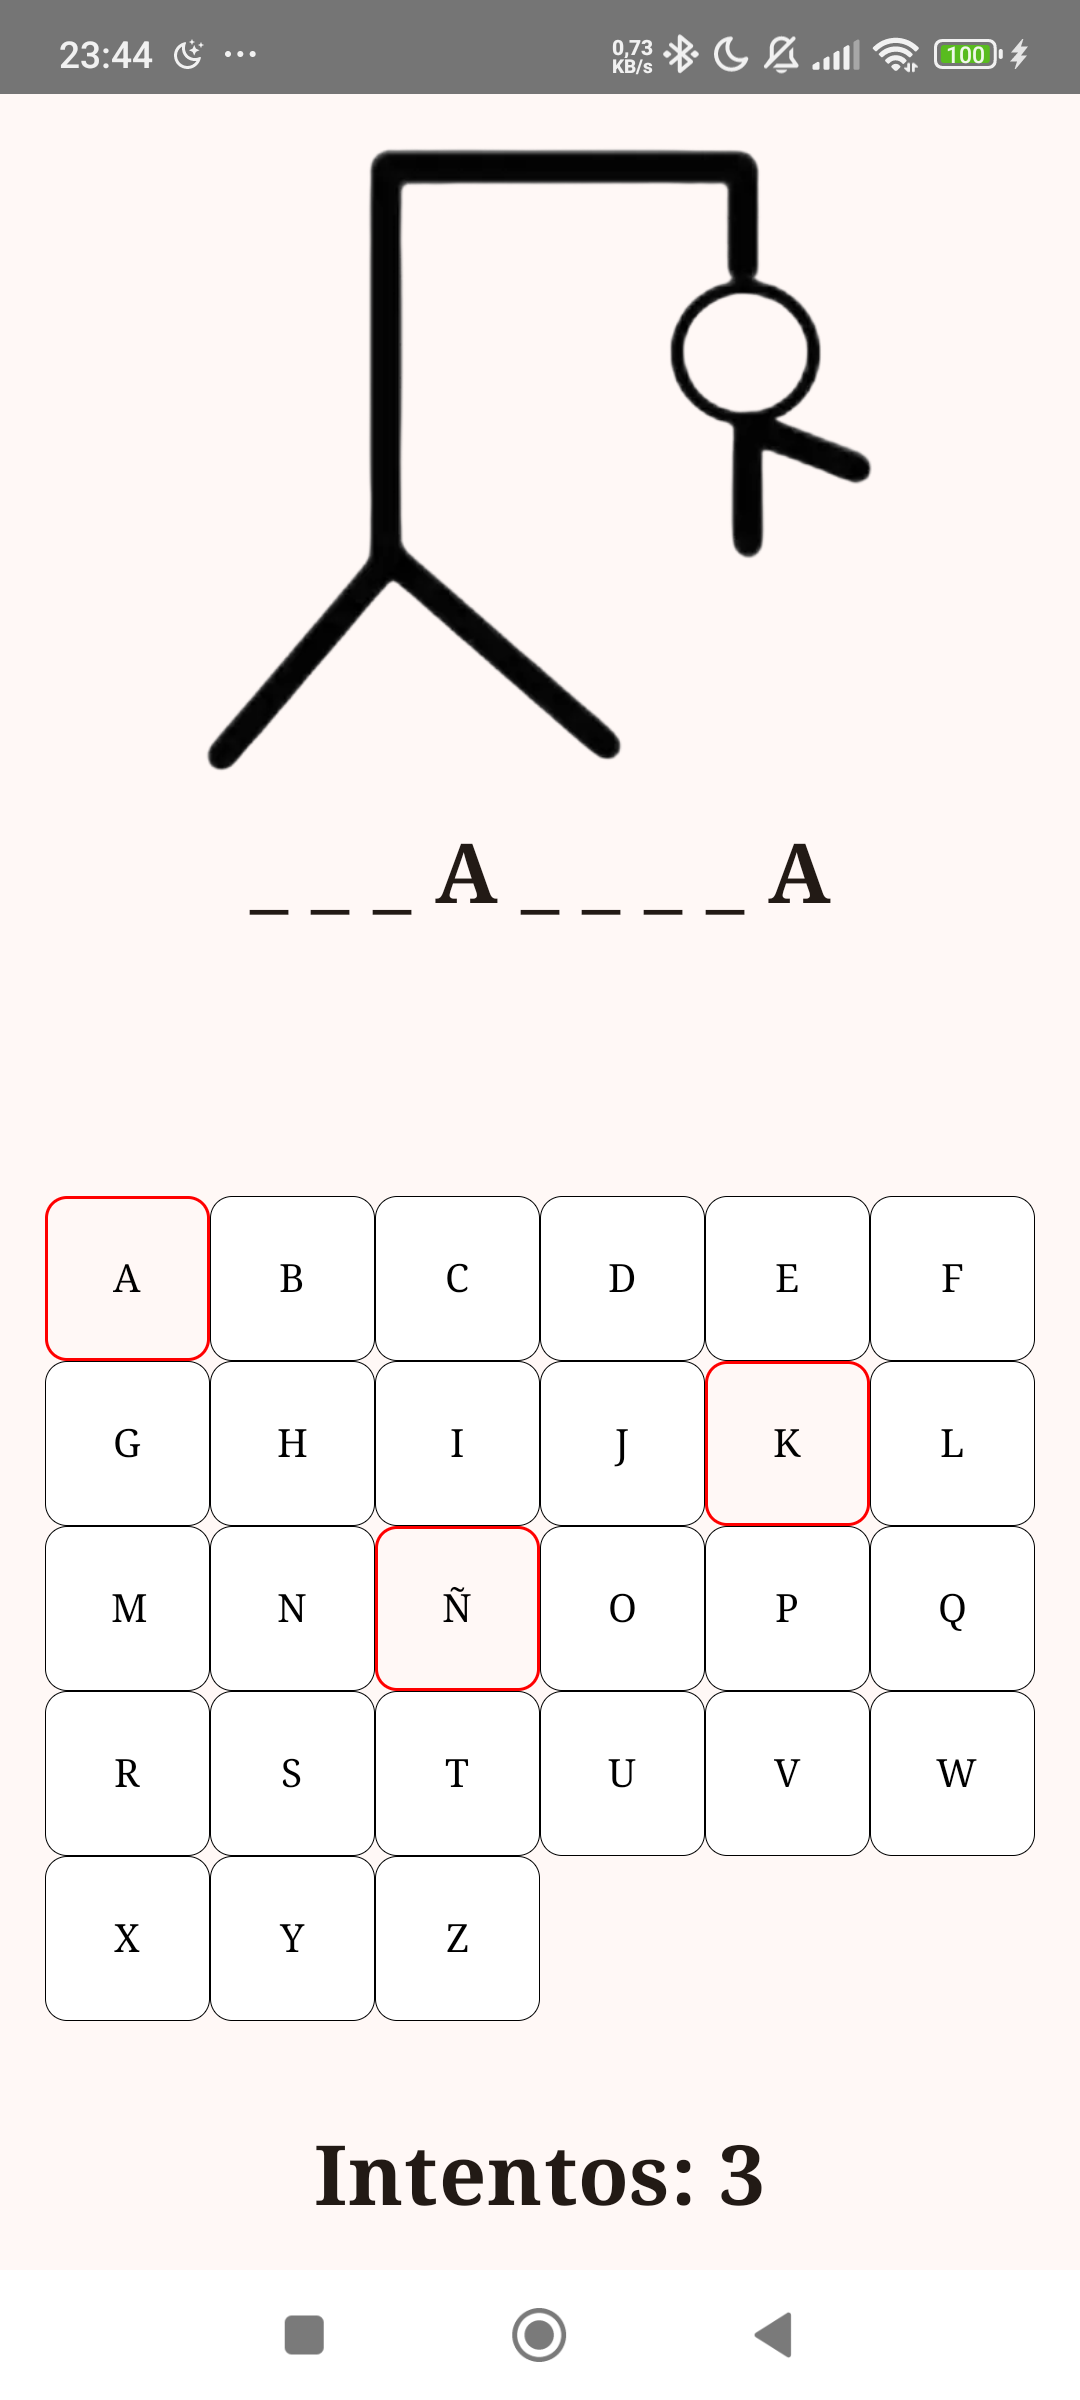 23:44 ... 0,73 KB/s 100
_ _ _ A _ _ _ _ A
A B C D E F
G H I J K L
M N Ñ O P Q
R S T U V W
X Y Z
Intentos: 3